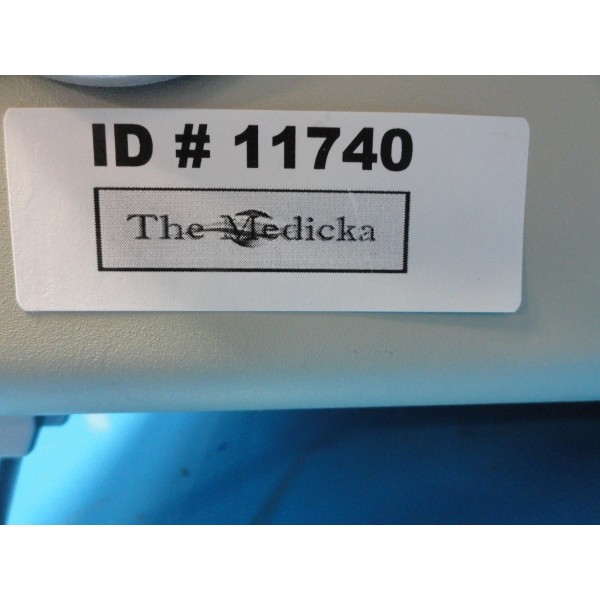 ID # 11740
The Medicka